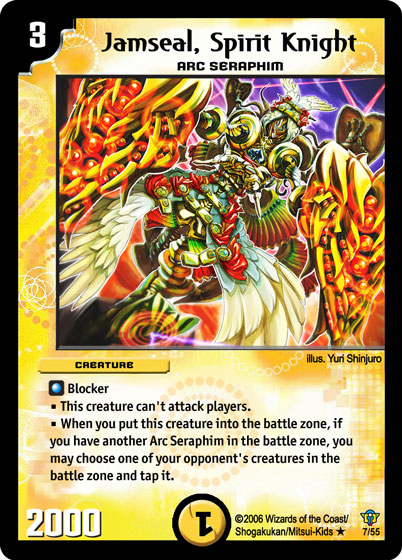 3
Jamseal, Spirit Knight
ARC SERAPHIM
illus. Yuri Shinjuro
CREATURE
Blocker
▪ This creature can't attack players.
▪ When you put this creature into the battle zone, if
you have another Arc Seraphim in the battle zone, you
may choose one of your opponent's creatures in the
battle zone and tap it.
2000
1
©2006 Wizards of the Coast/
Shogakukan/Mitsui-Kids ★ 7/55